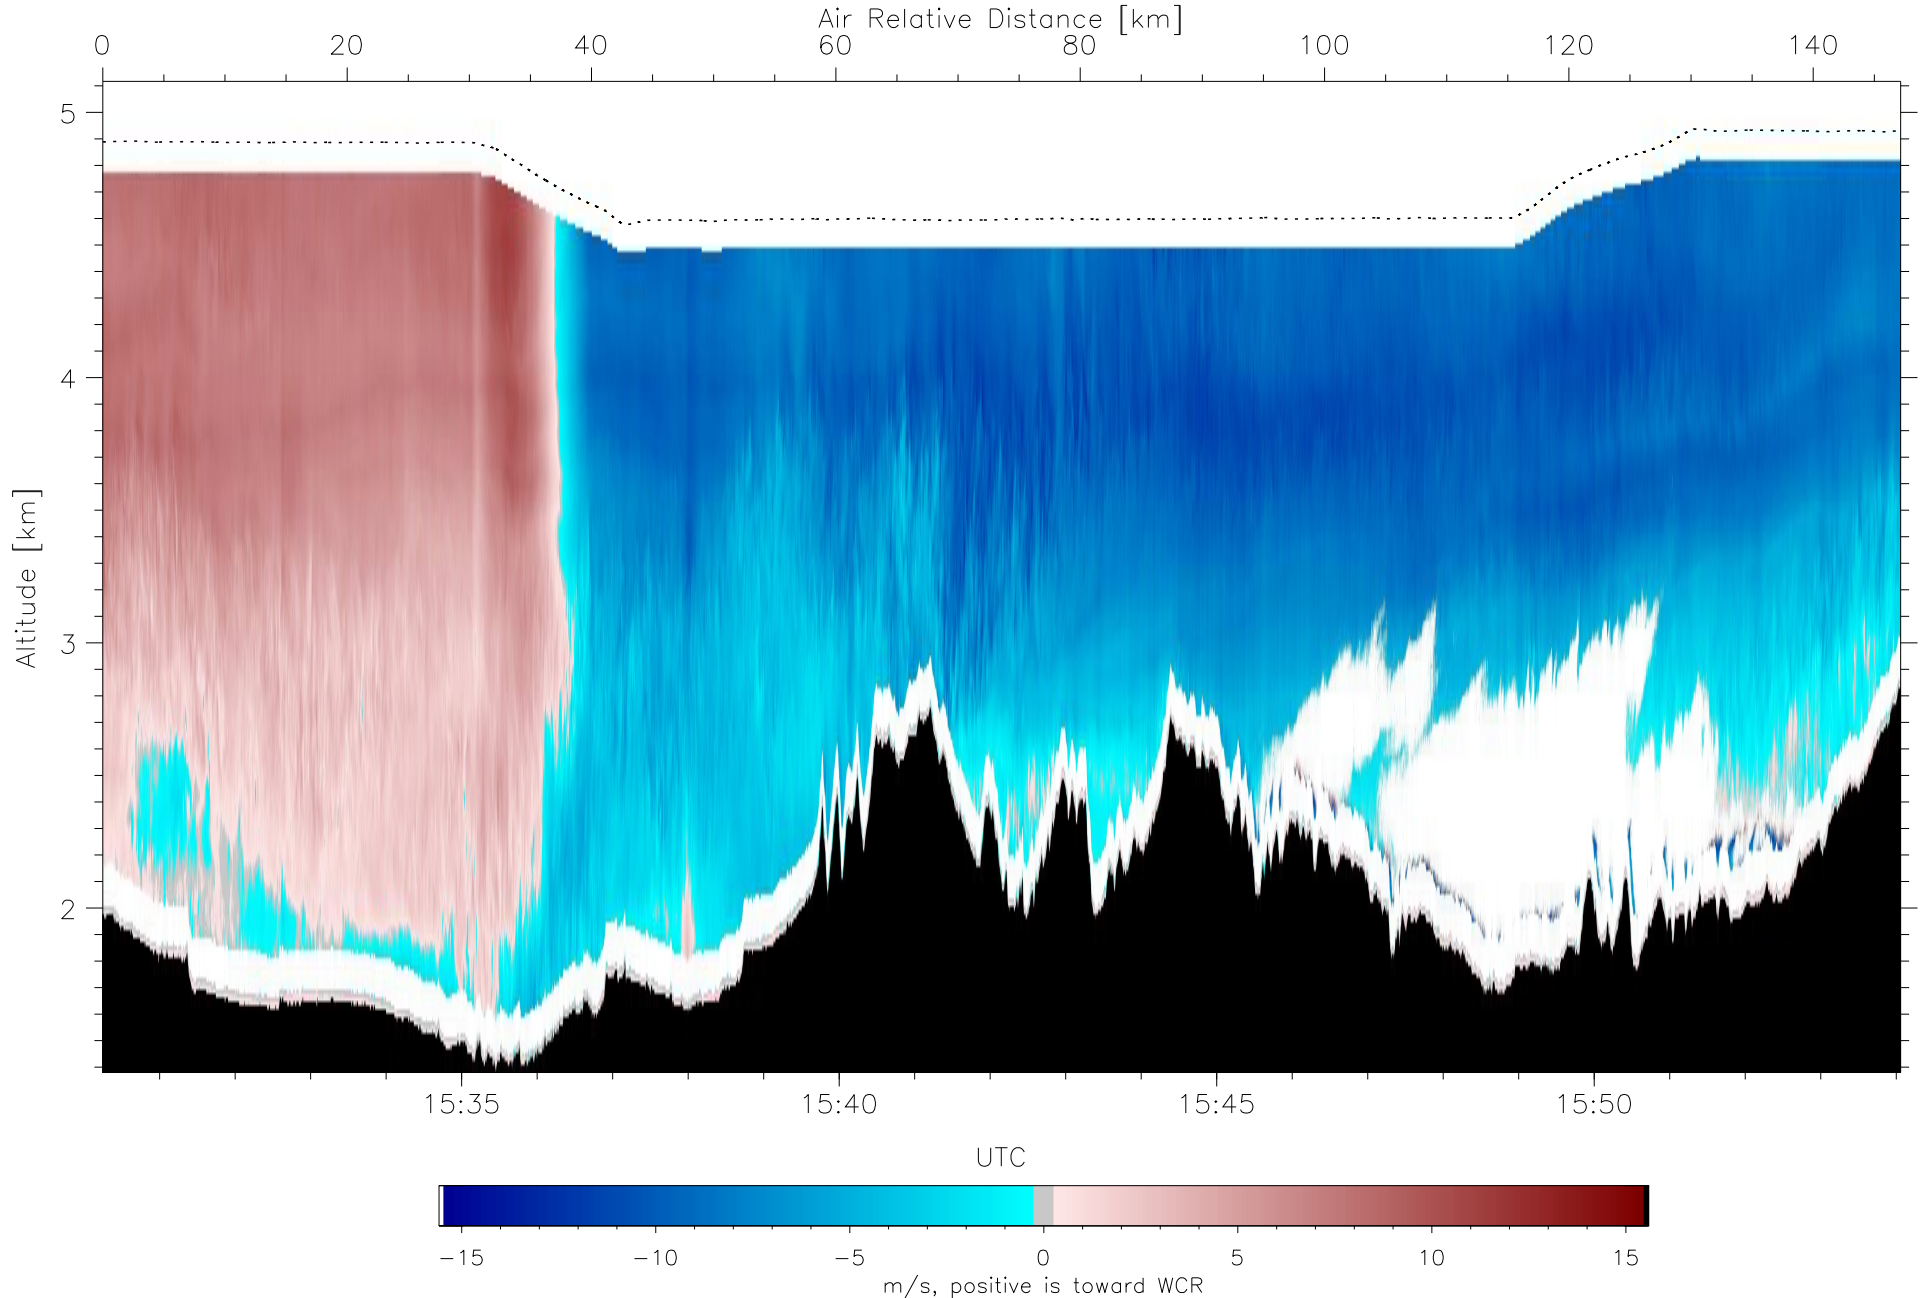 Air Relative Distance [km]
0 20 40 60 80 100 120 140
5
4
3
2
Altitude [km]
15:35 15:40 15:45 15:50
UTC
−15 −10 −5 0 5 10 15
m/s, positive is toward WCR